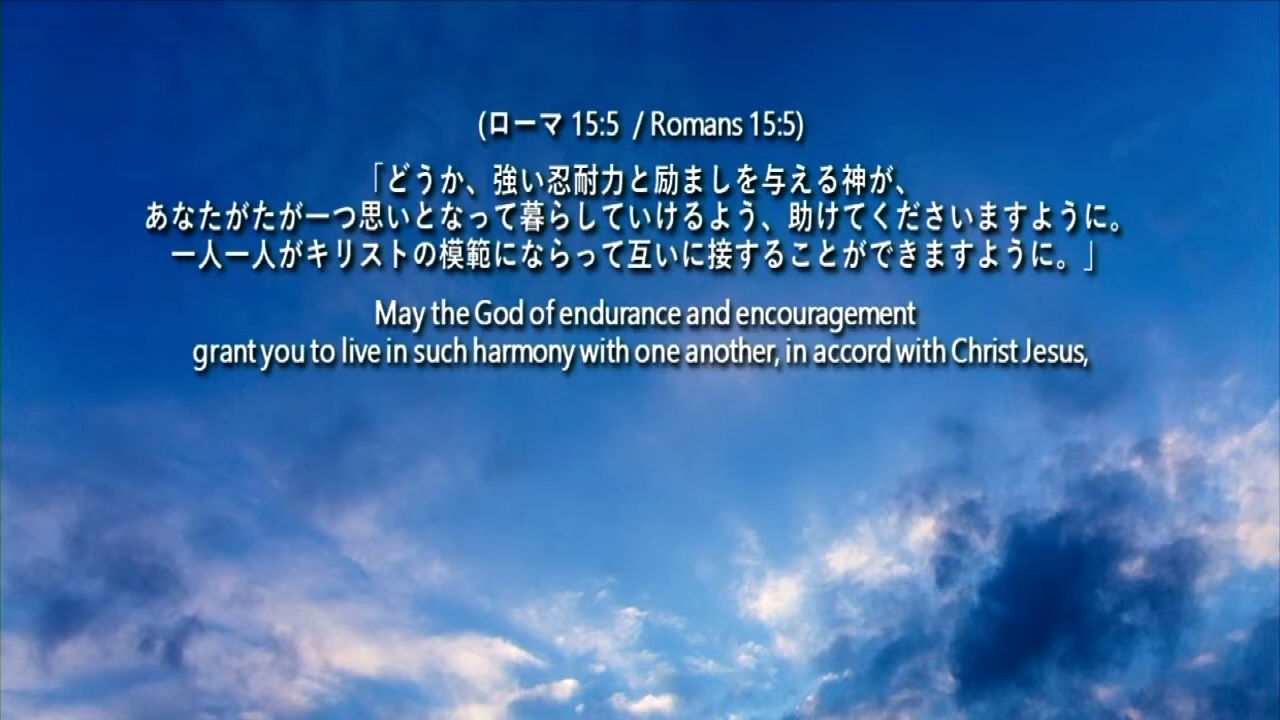 (ローマ 15:5 / Romans 15:5)
「どうか、強い忍耐力と励ましを与える神が、
あなたがたが一つ思いとなって暮らしていけるよう、助けてくださいますように。
一人一人がキリストの模範にならって互いに接することができますように。」
May the God of endurance and encouragement
grant you to live in such harmony with one another, in accord with Christ Jesus,